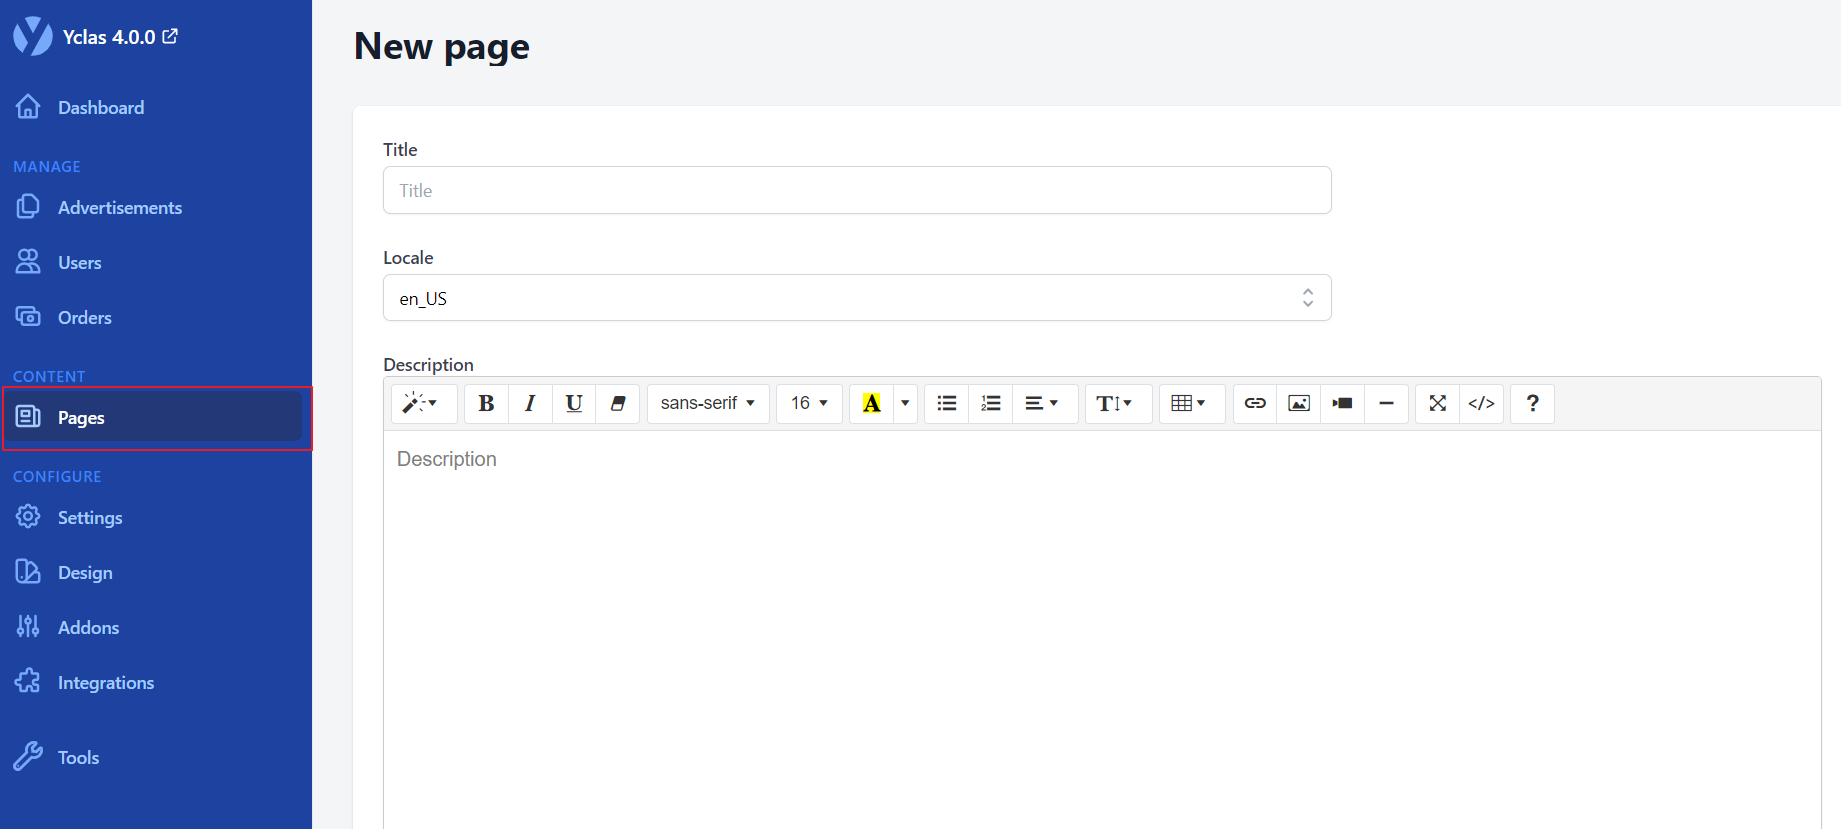 Yclas 4.0.0
Dashboard
MANAGE
Advertisements
Users
Orders
CONTENT
Pages
CONFIGURE
Settings
Design
Addons
Integrations
Tools
New page
Title
Title
Locale
en_US
Description
B I U sans-serif 16 A T </> ?
Description